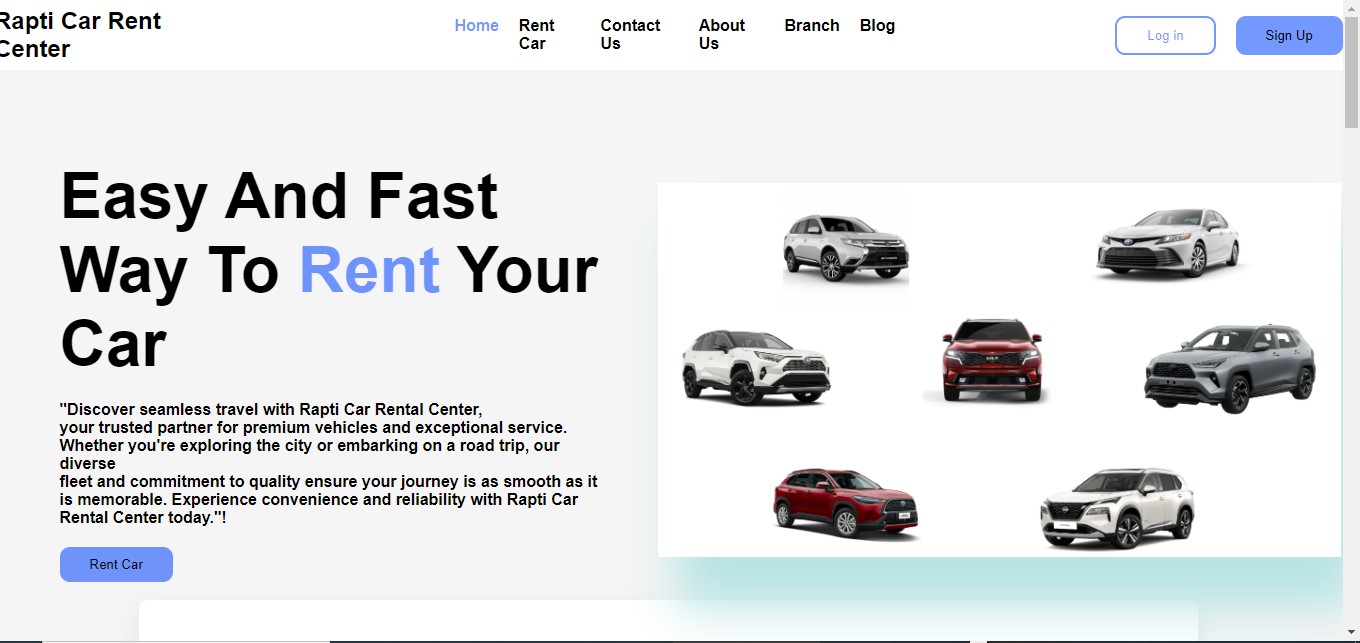 Rapti Car Rent
Center
Home
Rent
Car
Contact
Us
About
Us
Branch
Blog
Log in
Sign Up
Easy And Fast
Way To Rent Your
Car
"Discover seamless travel with Rapti Car Rental Center,
your trusted partner for premium vehicles and exceptional service.
Whether you're exploring the city or embarking on a road trip, our
diverse
fleet and commitment to quality ensure your journey is as smooth as it
is memorable. Experience convenience and reliability with Rapti Car
Rental Center today."!
Rent Car